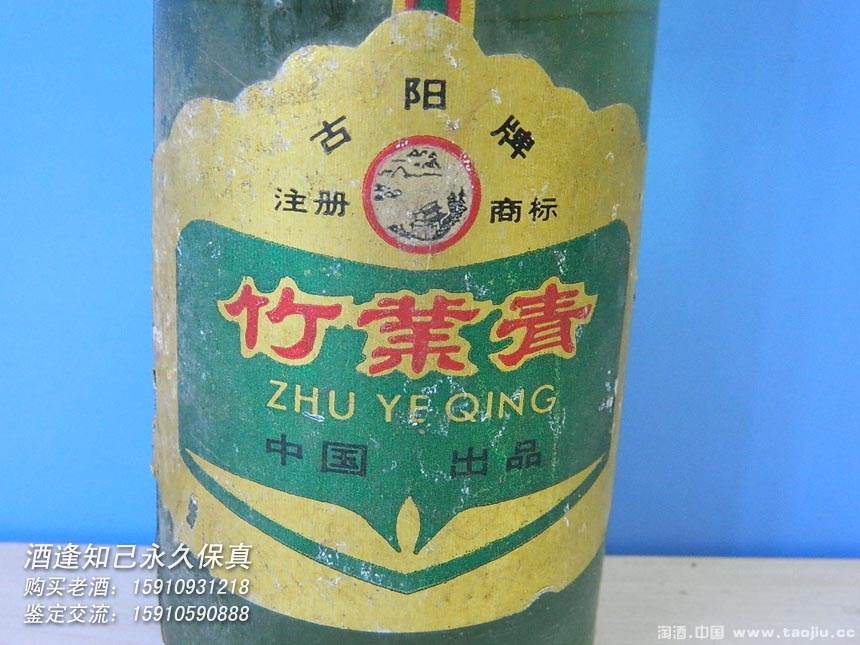 古阳牌
注册 商标
竹葉青
ZHU YE QING
中国 出品
酒逢知己永久保真
购买老酒：15910931218
鉴定交流：15910590888
淘酒.中国 www.taojiu.cc